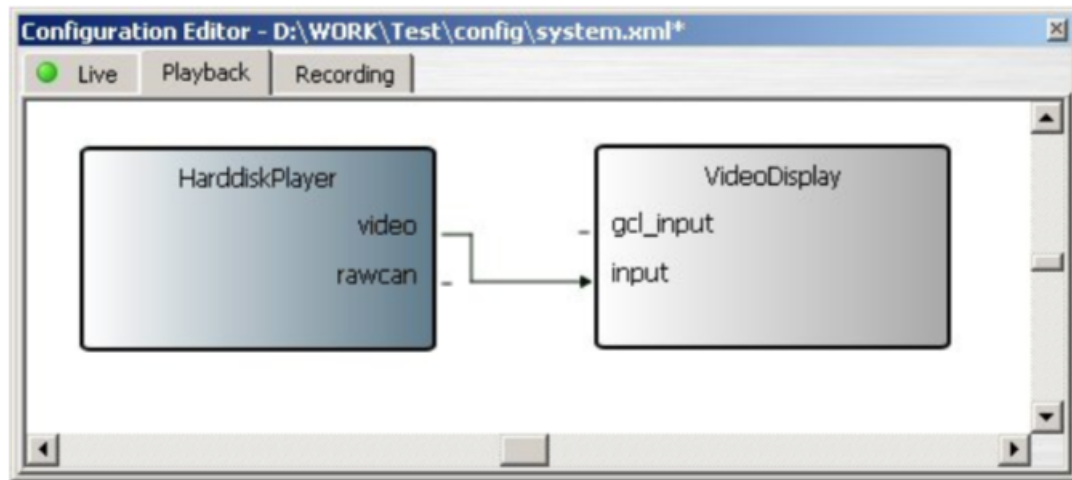 Configuration Editor - D:\WORK\Test\config\system.xml*
Live Playback Recording
HarddiskPlayer
video
rawcan
VideoDisplay
gcl_input
input